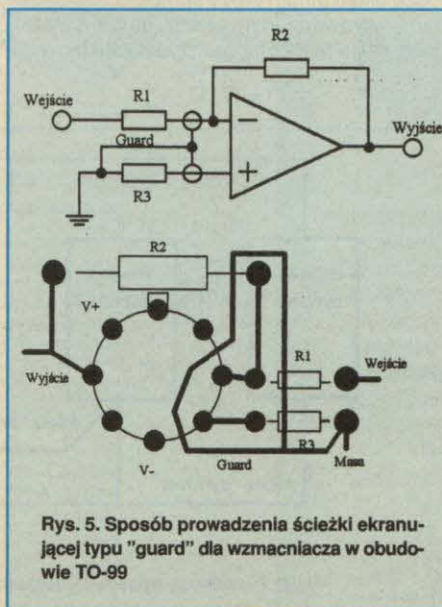 R2
Wejście
R1
Wyjście
Guard
R3
R2
V+
R1
Wejście
Wyjście
R3
V-
Guard
Masa
Rys. 5. Sposób prowadzenia ścieżki ekranu-
jącej typu "guard" dla wzmacniacza w obudo-
wie TO-99